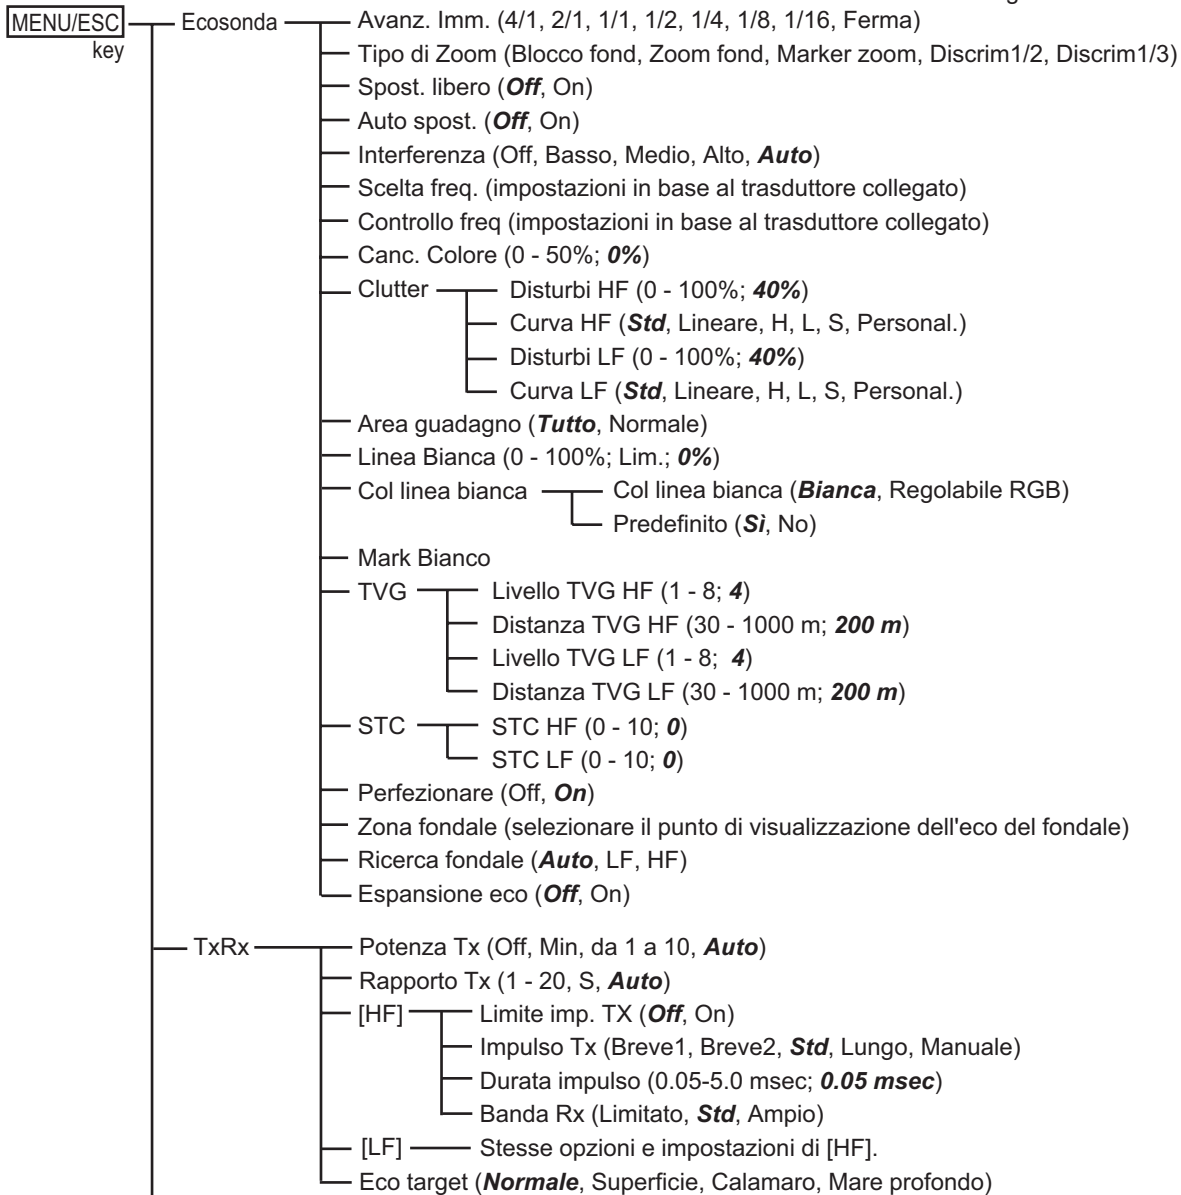 MENU/ESC
key
Ecosonda
Avanz. Imm. (4/1, 2/1, 1/1, 1/2, 1/4, 1/8, 1/16, Ferma)
Tipo di Zoom (Blocco fond, Zoom fond, Marker zoom, Discrim1/2, Discrim1/3)
Spost. libero (Off, On)
Auto spost. (Off, On)
Interferenza (Off, Basso, Medio, Alto, Auto)
Scelta freq. (impostazioni in base al trasduttore collegato)
Controllo freq (impostazioni in base al trasduttore collegato)
Canc. Colore (0 - 50%; 0%)
Clutter
Disturbi HF (0 - 100%; 40%)
Curva HF (Std, Lineare, H, L, S, Personal.)
Disturbi LF (0 - 100%; 40%)
Curva LF (Std, Lineare, H, L, S, Personal.)
Area guadagno (Tutto, Normale)
Linea Bianca (0 - 100%; Lim.; 0%)
Col linea bianca
Col linea bianca (Bianca, Regolabile RGB)
Predefinito (Sì, No)
Mark Bianco
TVG
Livello TVG HF (1 - 8; 4)
Distanza TVG HF (30 - 1000 m; 200 m)
Livello TVG LF (1 - 8; 4)
Distanza TVG LF (30 - 1000 m; 200 m)
STC
STC HF (0 - 10; 0)
STC LF (0 - 10; 0)
Perfezionare (Off, On)
Zona fondale (selezionare il punto di visualizzazione dell'eco del fondale)
Ricerca fondale (Auto, LF, HF)
Espansione eco (Off, On)
TxRx
Potenza Tx (Off, Min, da 1 a 10, Auto)
Rapporto Tx (1 - 20, S, Auto)
[HF]
Limite imp. TX (Off, On)
Impulso Tx (Breve1, Breve2, Std, Lungo, Manuale)
Durata impulso (0.05-5.0 msec; 0.05 msec)
Banda Rx (Limitato, Std, Ampio)
[LF]
Stesse opzioni e impostazioni di [HF].
Eco target (Normale, Superficie, Calamaro, Mare profondo)